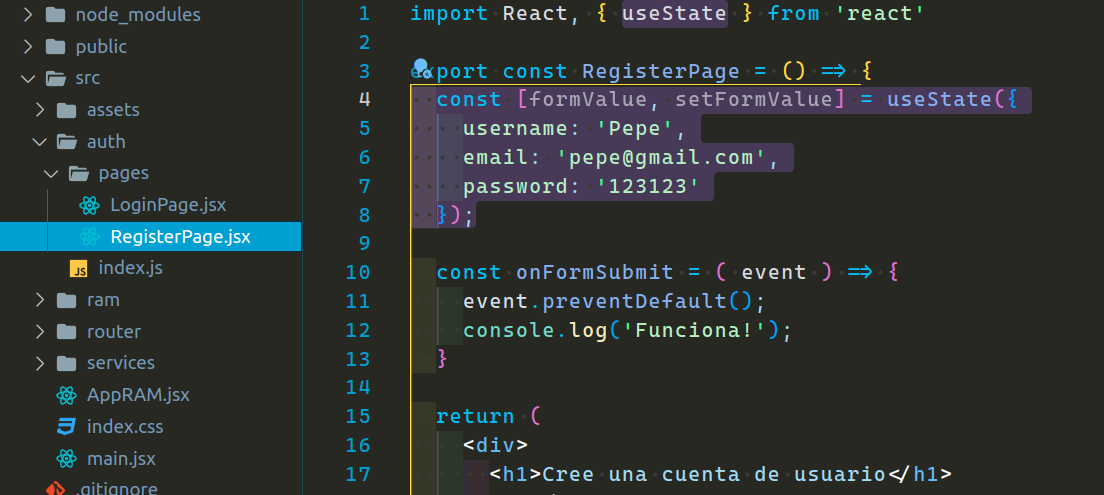 node_modules
public
src
assets
auth
pages
LoginPage.jsx
RegisterPage.jsx
JS index.js
ram
router
services
AppRAM.jsx
index.css
main.jsx
.gitignore
1 import React, { useState } from 'react'
2
3 export const RegisterPage = () => {
4 const [formValue, setFormValue] = useState({
5 username: 'Pepe',
6 email: 'pepe@gmail.com',
7 password: '123123'
8 });
9
10 const onFormSubmit = ( event ) => {
11 event.preventDefault();
12 console.log('Funciona!');
13 }
14
15 return (
16 <div>
17 <h1>Cree una cuenta de usuario</h1>